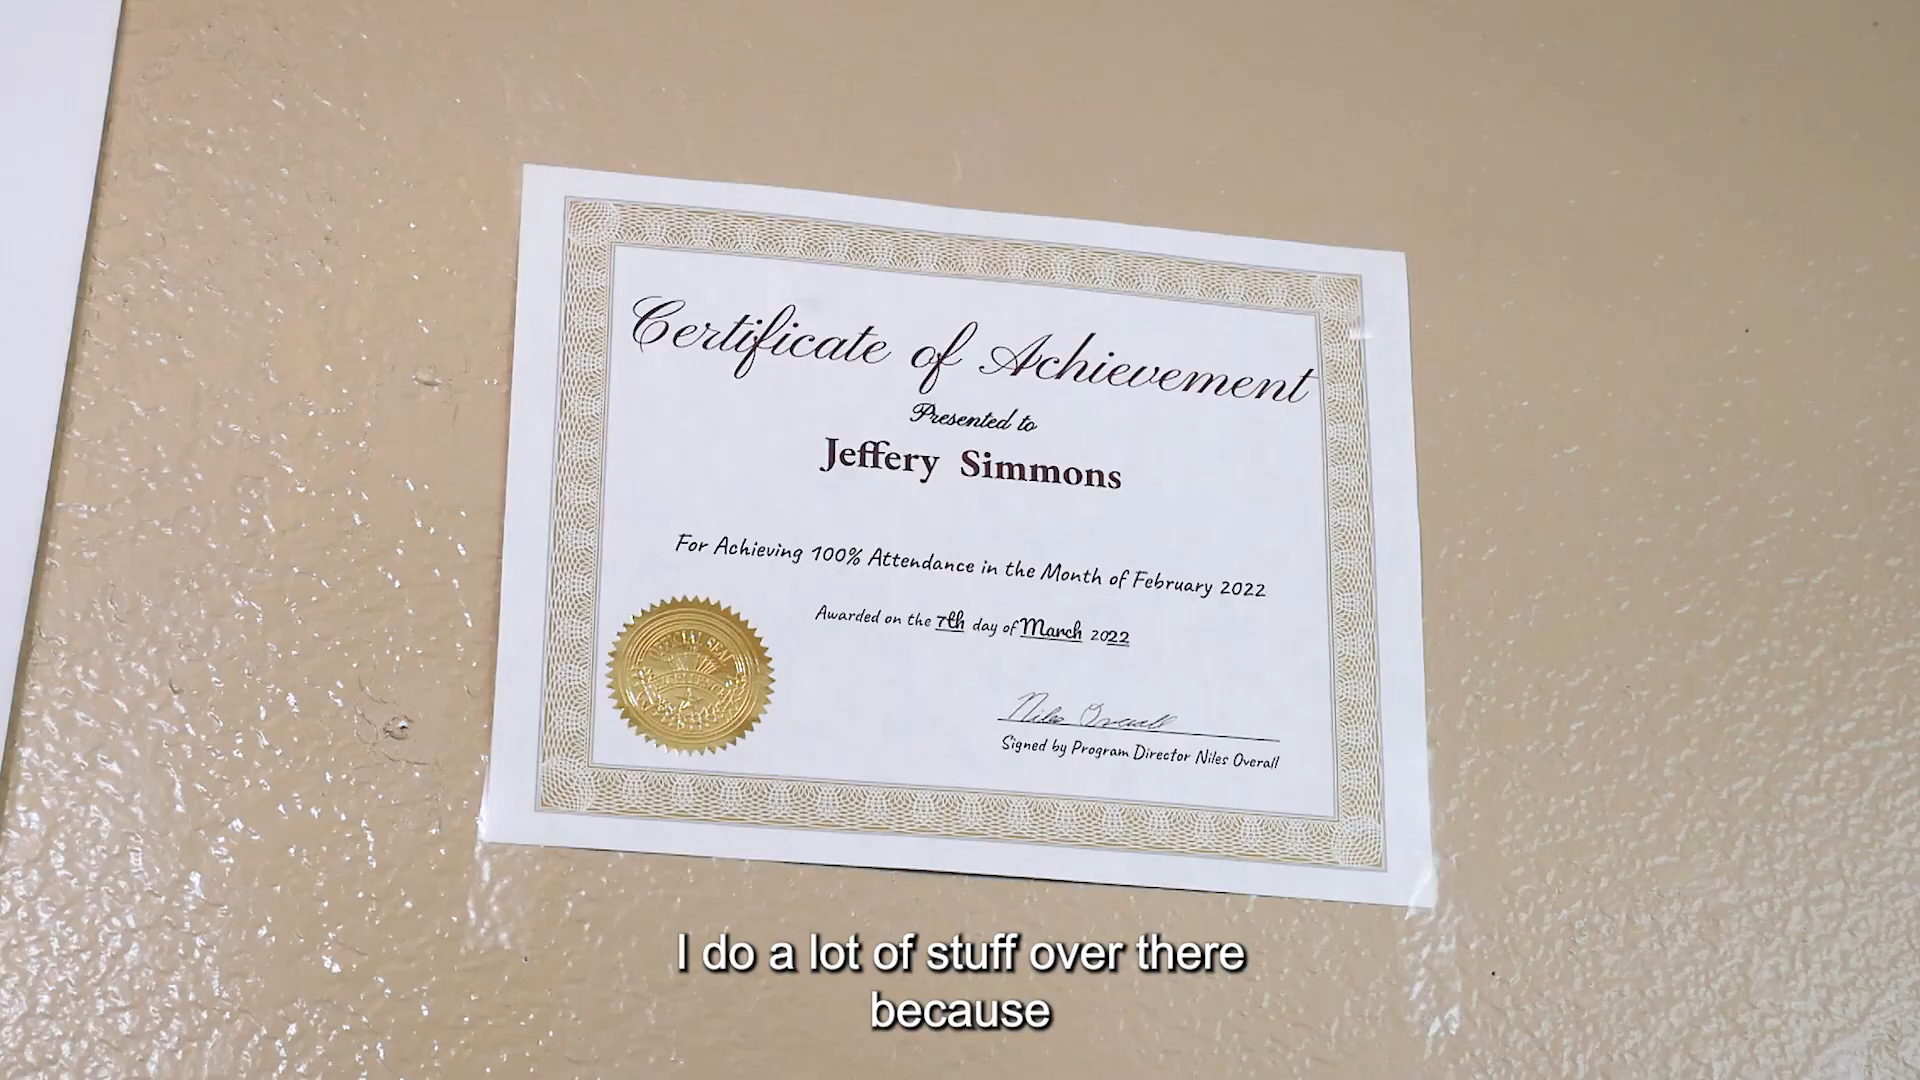 Certificate of Achievement
Presented to
Jeffery Simmons
For Achieving 100% Attendance in the Month of February 2022
Awarded on the 7th day of March 2022
Niles Overall
Signed by Program Director Niles Overall
I do a lot of stuff over there
because